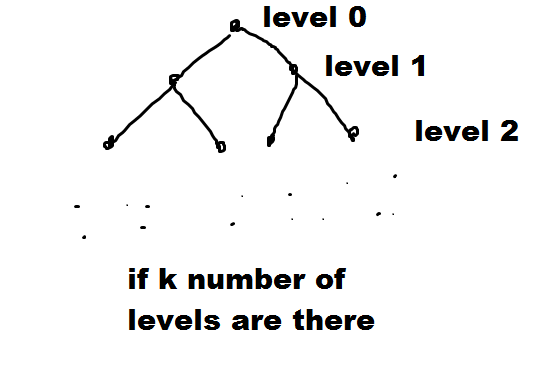 level 0
level 1
level 2
if k number of
levels are there